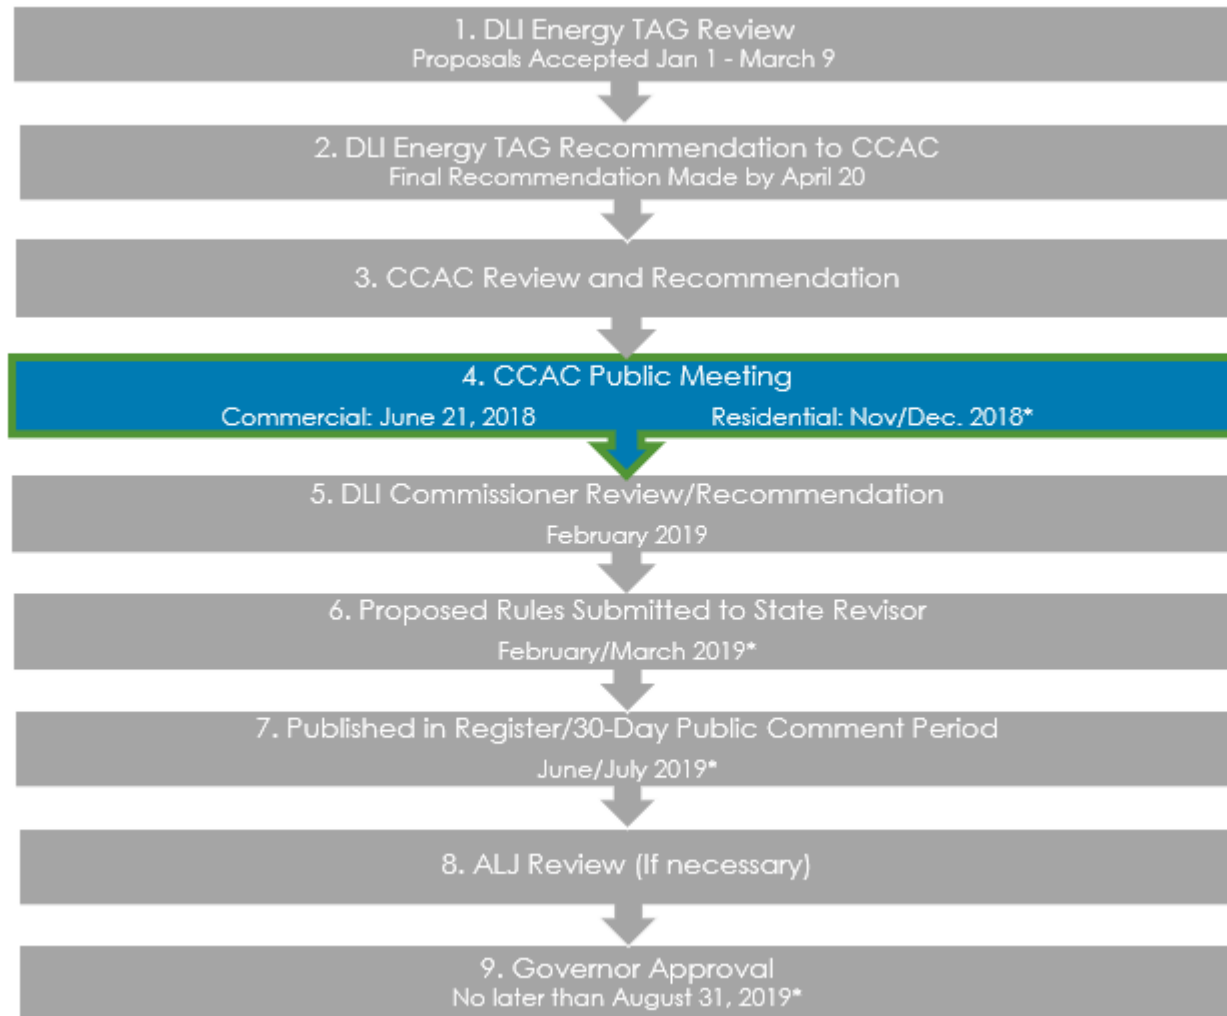 1. DLI Energy TAG Review
Proposals Accepted Jan 1 - March 9
2. DLI Energy TAG Recommendation to CCAC
Final Recommendation Made by April 20
3. CCAC Review and Recommendation
4. CCAC Public Meeting
Commercial: June 21, 2018 Residential: Nov/Dec. 2018*
5. DLI Commissioner Review/Recommendation
February 2019
6. Proposed Rules Submitted to State Revisor
February/March 2019*
7. Published in Register/30-Day Public Comment Period
June/July 2019*
8. ALJ Review (If necessary)
9. Governor Approval
No later than August 31, 2019*